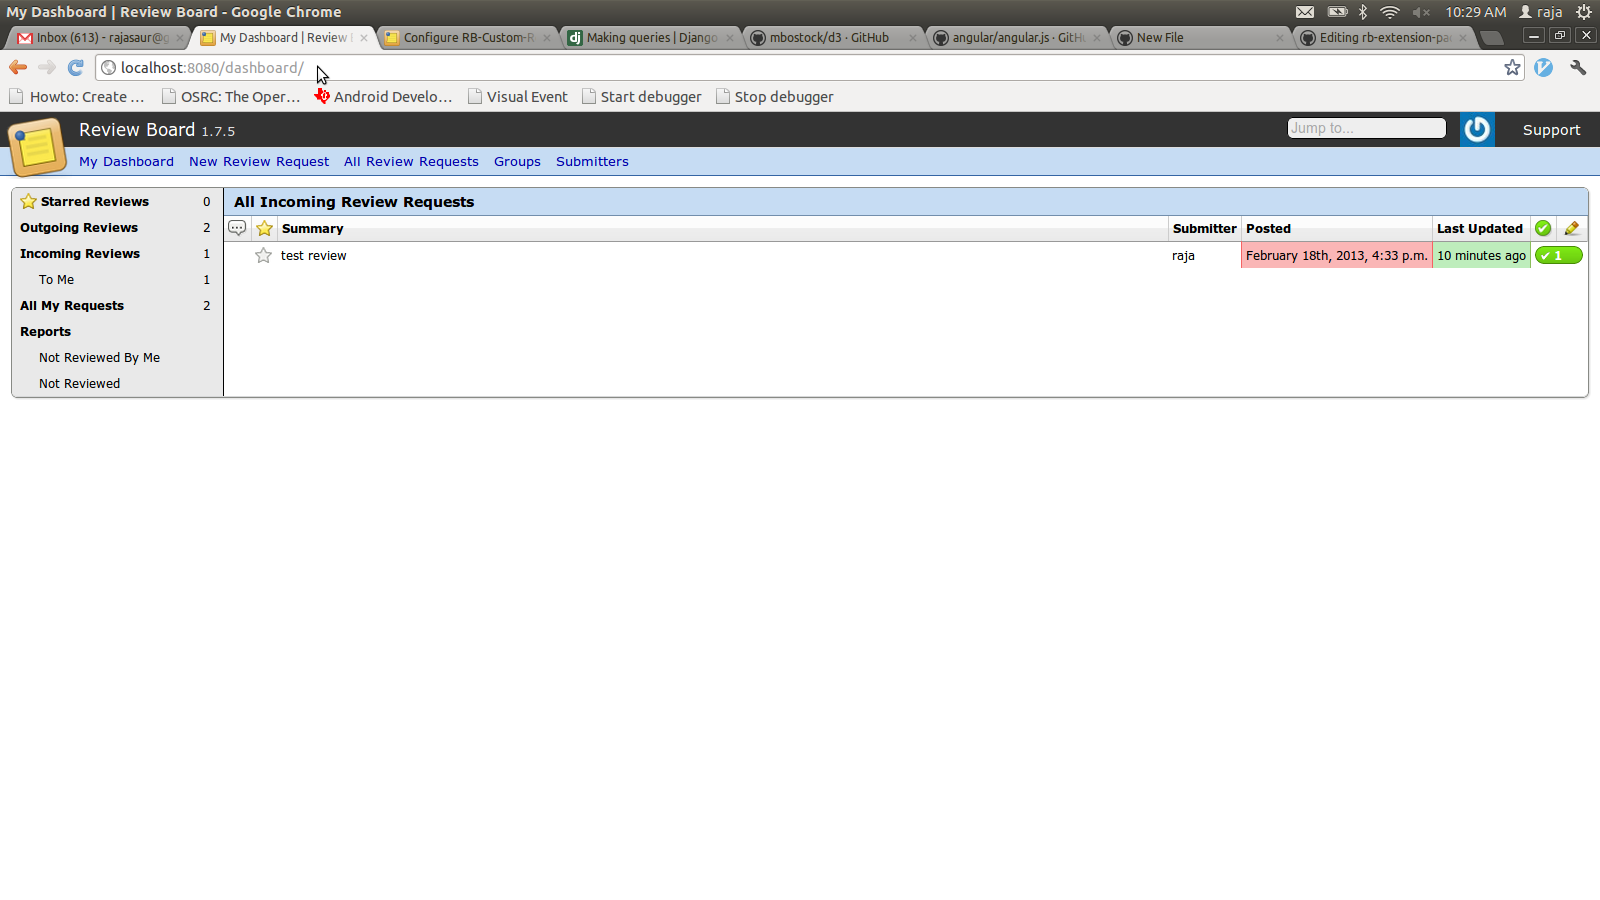 My Dashboard | Review Board - Google Chrome
10:29 AM raja
Inbox (613) - rajasaur@g
My Dashboard | Review
Configure RB-Custom-R
Making queries | Django
mbostock/d3 · GitHub
angular/angular.js · GitHu
New File
Editing rb-extension-pa
localhost:8080/dashboard/
Howto: Create ... OSRC: The Oper... Android Develo... Visual Event Start debugger Stop debugger
Review Board 1.7.5
Jump to...
Support
My Dashboard New Review Request All Review Requests Groups Submitters
Starred Reviews 0
Outgoing Reviews 2
Incoming Reviews 1
To Me 1
All My Requests 2
Reports
Not Reviewed By Me
Not Reviewed
All Incoming Review Requests
Summary Submitter Posted Last Updated
test review raja February 18th, 2013, 4:33 p.m. 10 minutes ago ✔ 1